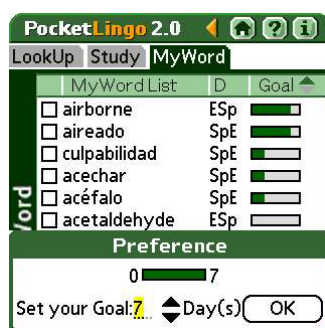 PocketLingo 2.0
LookUp Study MyWord
MyWord List D Goal
airborne ESp
aireado SpE
culpabilidad SpE
acechar SpE
acéfalo SpE
acetaldehyde ESp
Preference
0 7
Set your Goal:7 Day(s) OK